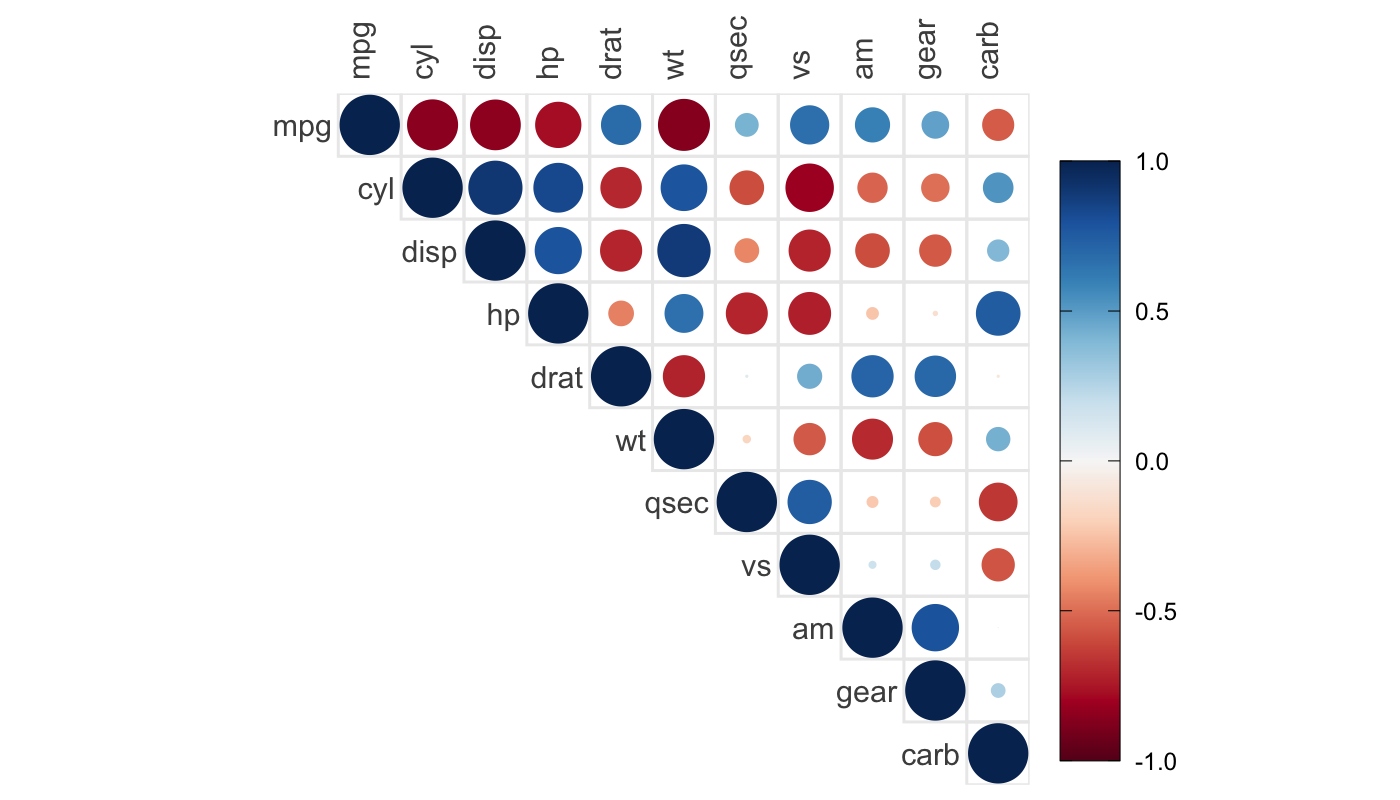 mpg cyl disp hp drat wt qsec vs am gear carb
mpg
cyl
disp
hp
drat
wt
qsec
vs
am
gear
carb
1.0
0.5
0.0
-0.5
-1.0